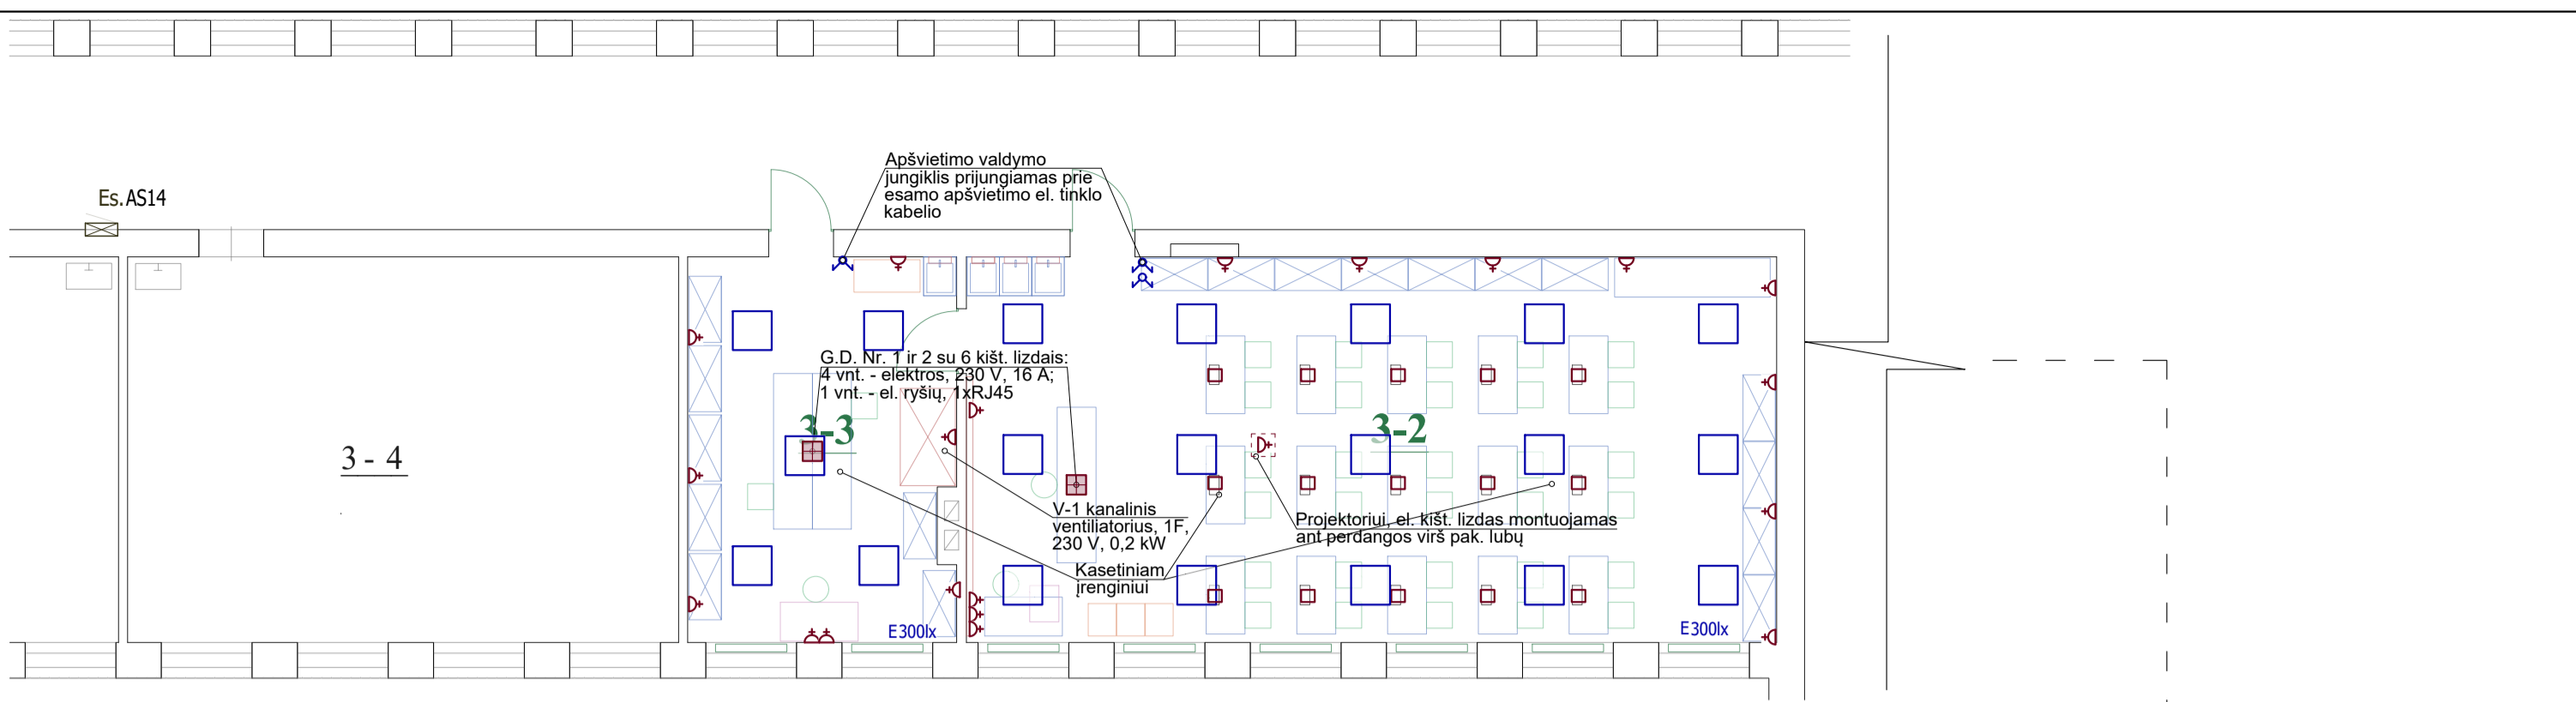 Apšvietimo valdymo
jungiklis prijungiamas prie
esamo apšvietimo el. tinklo
kabelio
Es.AS14
G.D. Nr. 1 ir 2 su 6 kišt. lizdais:
4 vnt. - elektros, 230 V, 16 A;
1 vnt. - el. ryšių, 1xRJ45
3-3
3-2
3 - 4
V-1 kanalinis
ventiliatorius, 1F,
230 V, 0,2 kW
Projektoriui, el. kišt. lizdas montuojamas
ant perdangos virš pak. lubų
Kasetiniam
įrenginiui
E300lx
E300lx